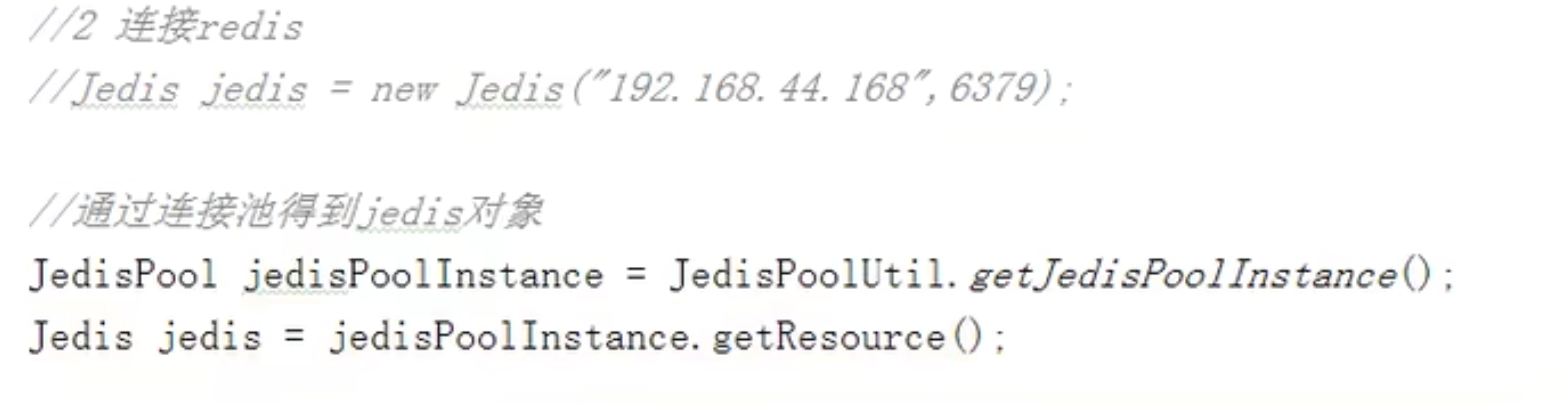 //2 连接redis
//Jedis jedis = new Jedis("192.168.44.168",6379);
//通过连接池得到jedis对象
JedisPool jedisPoolInstance = JedisPoolUtil.getJedisPoolInstance();
Jedis jedis = jedisPoolInstance.getResource();